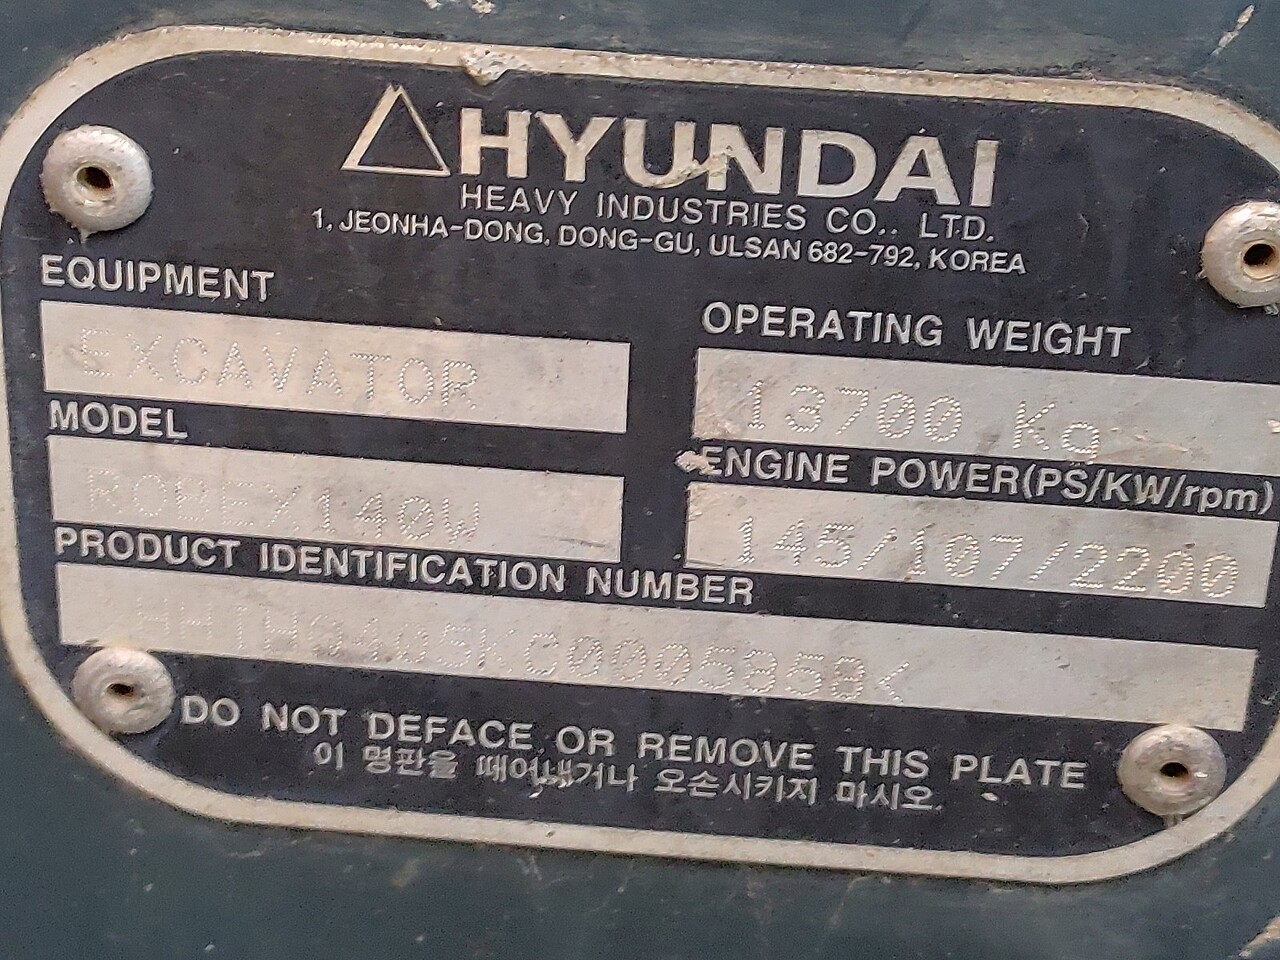 HYUNDAI
HEAVY INDUSTRIES CO., LTD.
1, JEONHA-DONG, DONG-GU, ULSAN 682-792, KOREA
EQUIPMENT
EXCAVATOR
MODEL
ROBEX140W
OPERATING WEIGHT
13700 Kg
ENGINE POWER(PS/KW/rpm)
145/107/2200
PRODUCT IDENTIFICATION NUMBER
DO NOT DEFACE OR REMOVE THIS PLATE
이 명판을 떼어내거나 오손시키지 마시오.